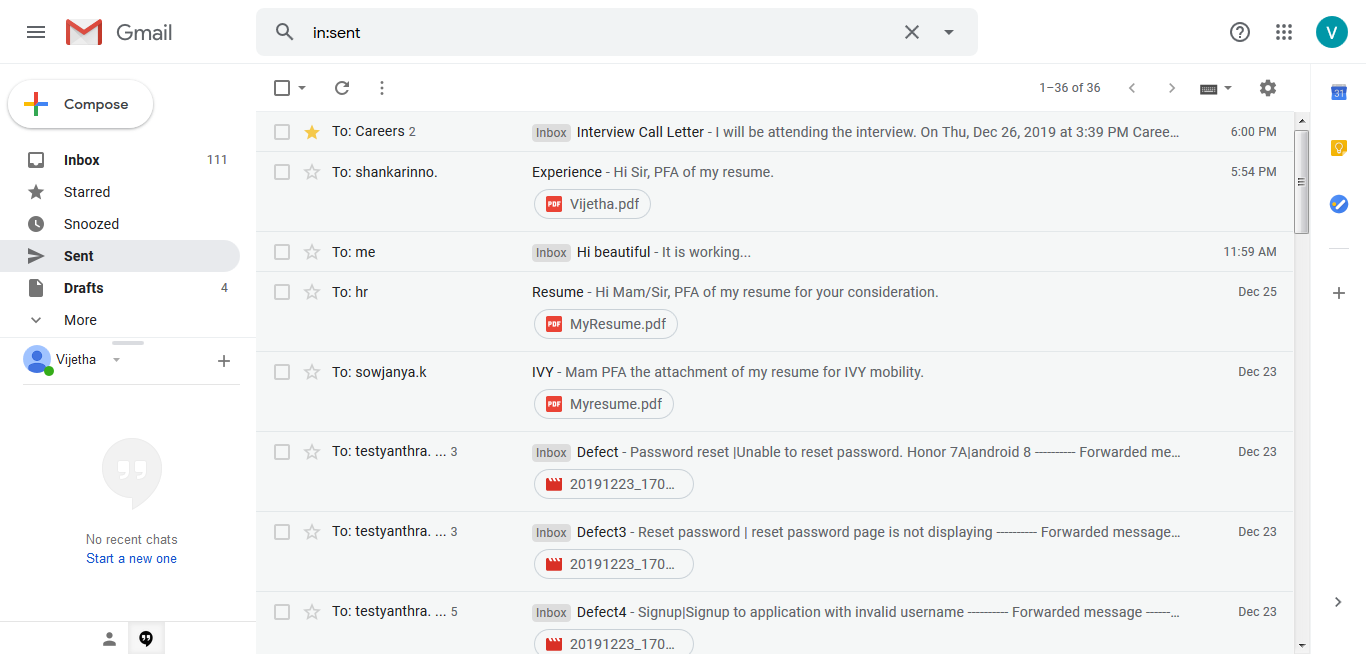 Gmail
in:sent
V
Compose
1–36 of 36
31
Inbox 111
Starred
Snoozed
Sent
Drafts 4
More
Vijetha
No recent chats
Start a new one
To: Careers 2 Inbox Interview Call Letter - I will be attending the interview. On Thu, Dec 26, 2019 at 3:39 PM Caree... 6:00 PM
To: shankarinno. Experience - Hi Sir, PFA of my resume. 5:54 PM
PDF Vijetha.pdf
To: me Inbox Hi beautiful - It is working... 11:59 AM
To: hr Resume - Hi Mam/Sir, PFA of my resume for your consideration. Dec 25
PDF MyResume.pdf
To: sowjanya.k IVY - Mam PFA the attachment of my resume for IVY mobility. Dec 23
PDF Myresume.pdf
To: testyanthra. ... 3 Inbox Defect - Password reset |Unable to reset password. Honor 7A|android 8 ---------- Forwarded me... Dec 23
20191223_170...
To: testyanthra. ... 3 Inbox Defect3 - Reset password | reset password page is not displaying ---------- Forwarded message... Dec 23
20191223_170...
To: testyanthra. ... 5 Inbox Defect4 - Signup|Signup to application with invalid username ---------- Forwarded message ------... Dec 23
20191223_170...